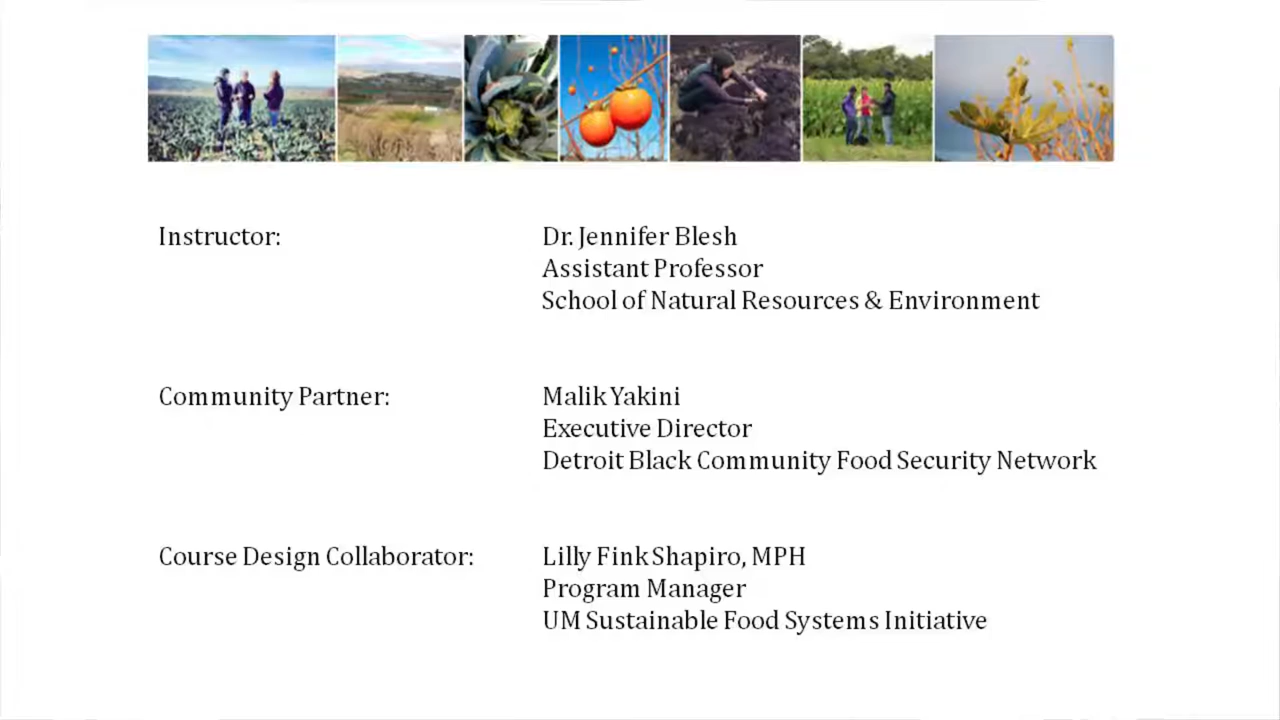 Instructor: Dr. Jennifer Blesh
Assistant Professor
School of Natural Resources & Environment
Community Partner: Malik Yakini
Executive Director
Detroit Black Community Food Security Network
Course Design Collaborator: Lilly Fink Shapiro, MPH
Program Manager
UM Sustainable Food Systems Initiative